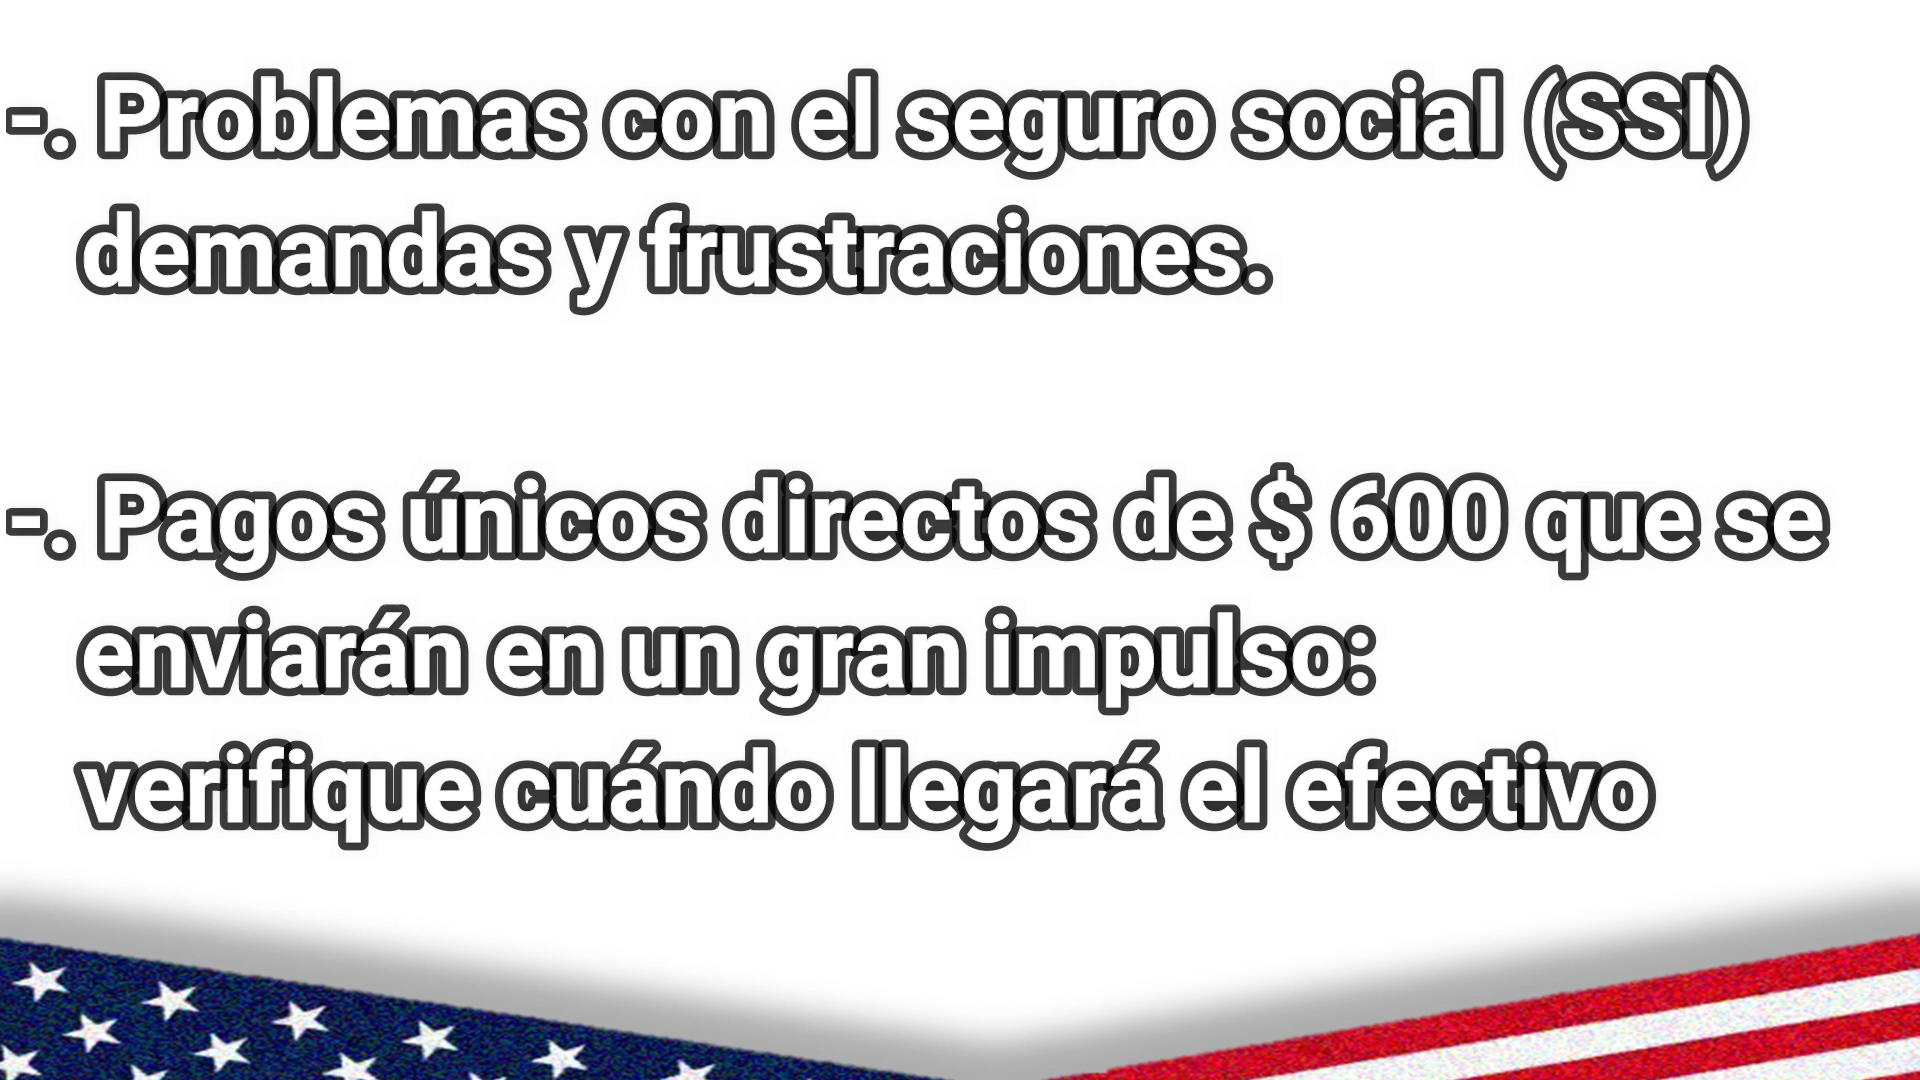 -. Problemas con el seguro social (SSI)
demandas y frustraciones.
-. Pagos únicos directos de $ 600 que se
enviarán en un gran impulso:
verifique cuándo llegará el efectivo